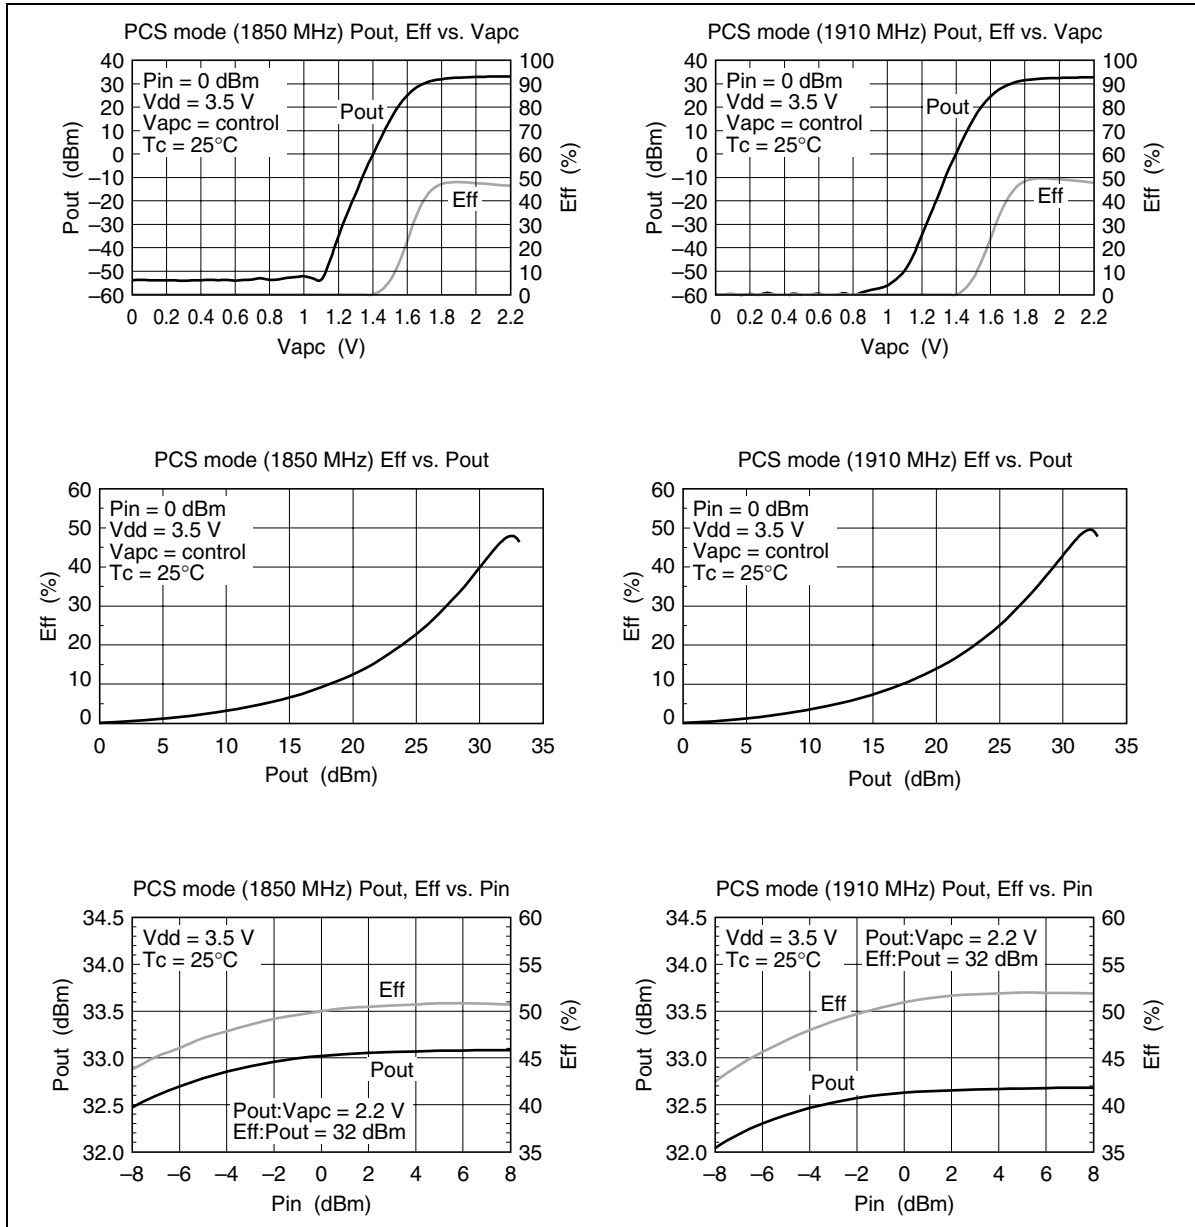 PCS mode (1850 MHz) Pout, Eff vs. Vapc
Pin = 0 dBm
Vdd = 3.5 V
Vapc = control
Tc = 25°C
Pout
Eff
40
30
20
10
0
–10
–20
–30
–40
–50
–60
Pout (dBm)
100
90
80
70
60
50
40
30
20
10
0
Eff (%)
0 0.2 0.4 0.6 0.8 1 1.2 1.4 1.6 1.8 2 2.2
Vapc (V)
PCS mode (1910 MHz) Pout, Eff vs. Vapc
Pin = 0 dBm
Vdd = 3.5 V
Vapc = control
Tc = 25°C
Pout
Eff
40
30
20
10
0
–10
–20
–30
–40
–50
–60
Pout (dBm)
100
90
80
70
60
50
40
30
20
10
0
Eff (%)
0 0.2 0.4 0.6 0.8 1 1.2 1.4 1.6 1.8 2 2.2
Vapc (V)
PCS mode (1850 MHz) Eff vs. Pout
Pin = 0 dBm
Vdd = 3.5 V
Vapc = control
Tc = 25°C
60
50
40
30
20
10
0
Eff (%)
0 5 10 15 20 25 30 35
Pout (dBm)
PCS mode (1910 MHz) Eff vs. Pout
Pin = 0 dBm
Vdd = 3.5 V
Vapc = control
Tc = 25°C
60
50
40
30
20
10
0
Eff (%)
0 5 10 15 20 25 30 35
Pout (dBm)
PCS mode (1850 MHz) Pout, Eff vs. Pin
Vdd = 3.5 V
Tc = 25°C
Eff
Pout
Pout:Vapc = 2.2 V
Eff:Pout = 32 dBm
34.5
34.0
33.5
33.0
32.5
32.0
Pout (dBm)
60
55
50
45
40
35
Eff (%)
–8 –6 –4 –2 0 2 4 6 8
Pin (dBm)
PCS mode (1910 MHz) Pout, Eff vs. Pin
Vdd = 3.5 V
Tc = 25°C
Pout:Vapc = 2.2 V
Eff:Pout = 32 dBm
Eff
Pout
34.5
34.0
33.5
33.0
32.5
32.0
Pout (dBm)
60
55
50
45
40
35
Eff (%)
–8 –6 –4 –2 0 2 4 6 8
Pin (dBm)